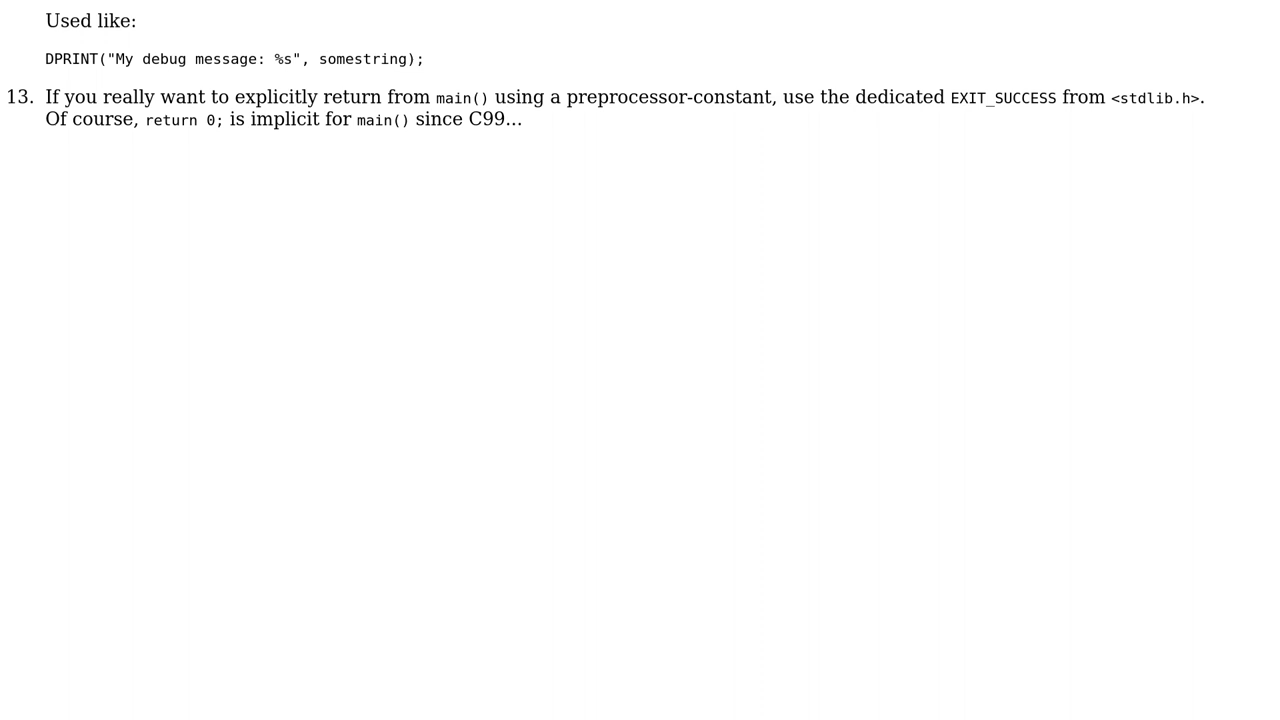 Used like:
DPRINT("My debug message: %s", somestring);
13. If you really want to explicitly return from main() using a preprocessor-constant, use the dedicated EXIT_SUCCESS from <stdlib.h>.
Of course, return 0; is implicit for main() since C99...